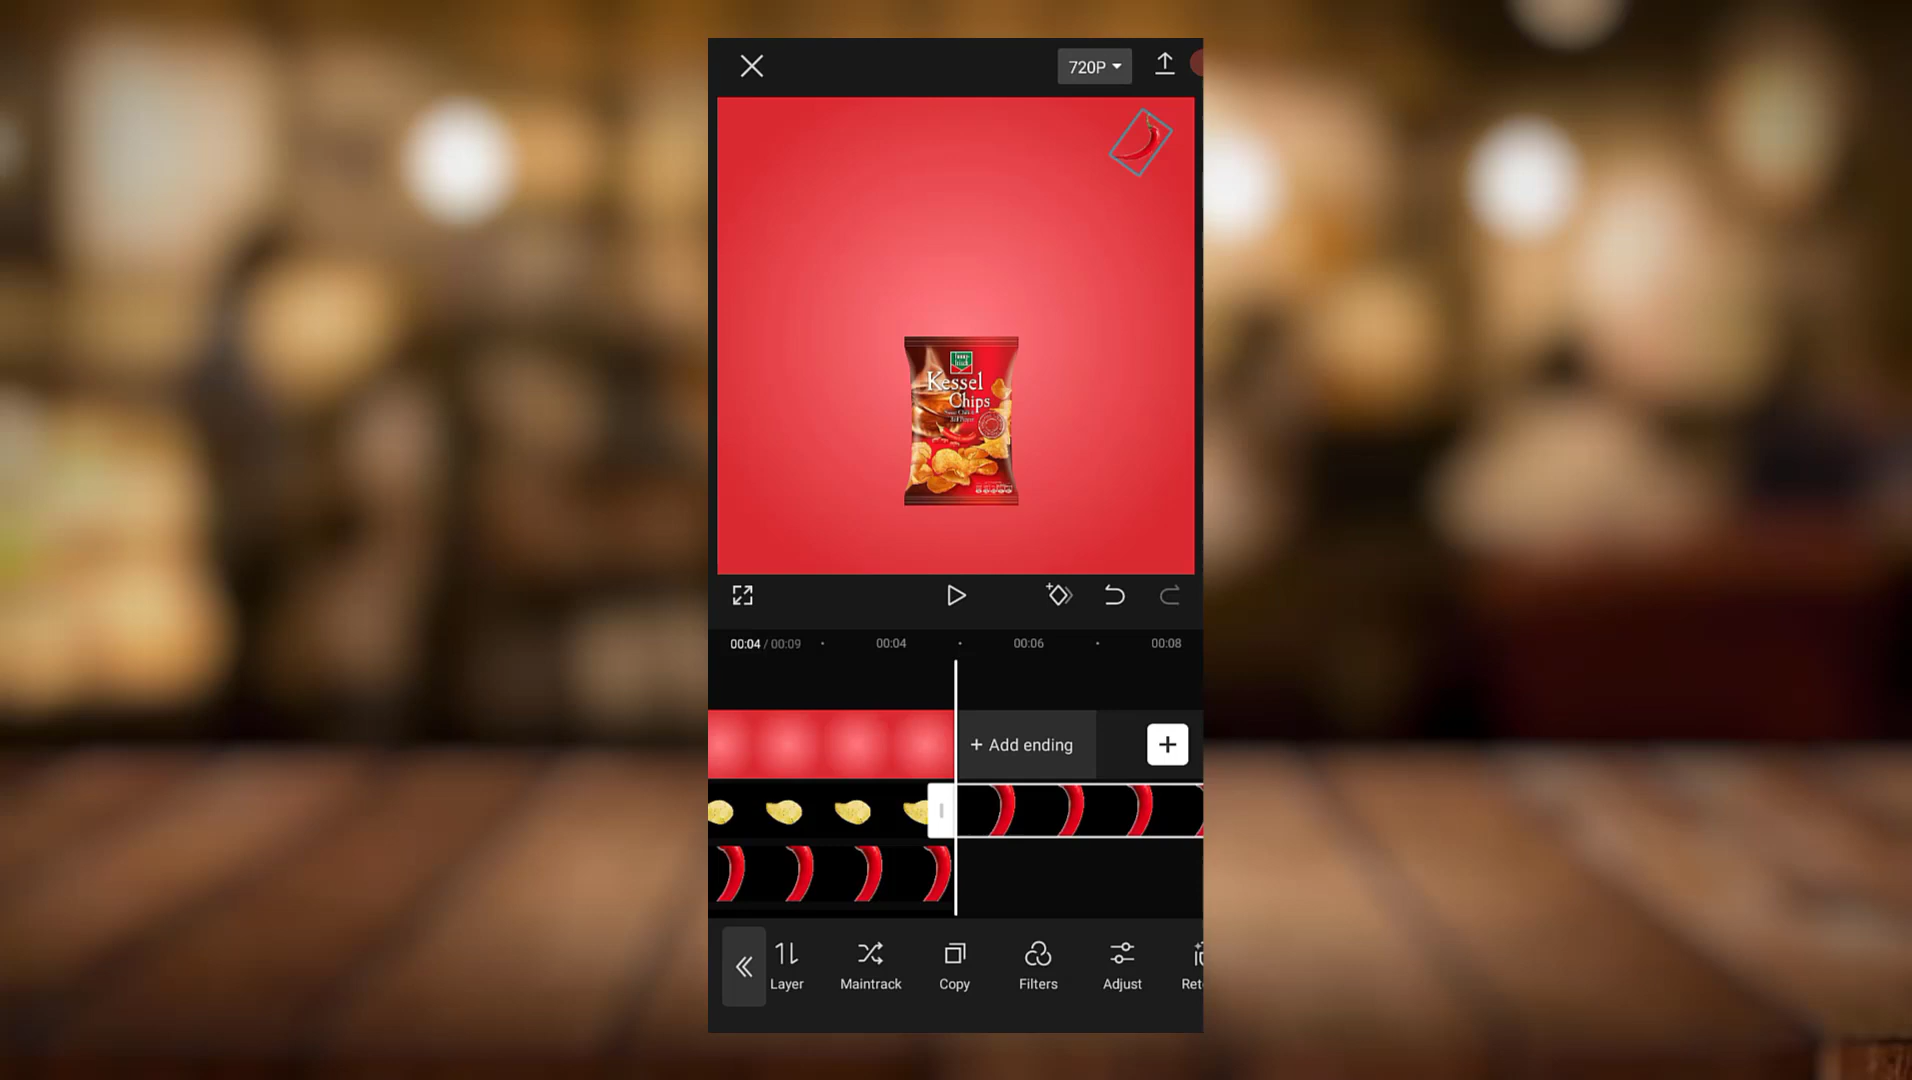 720P
Kessel
Chips
00:04 / 00:09
00:04
00:06
00:08
+ Add ending
Layer
Maintrack
Copy
Filters
Adjust
Ret